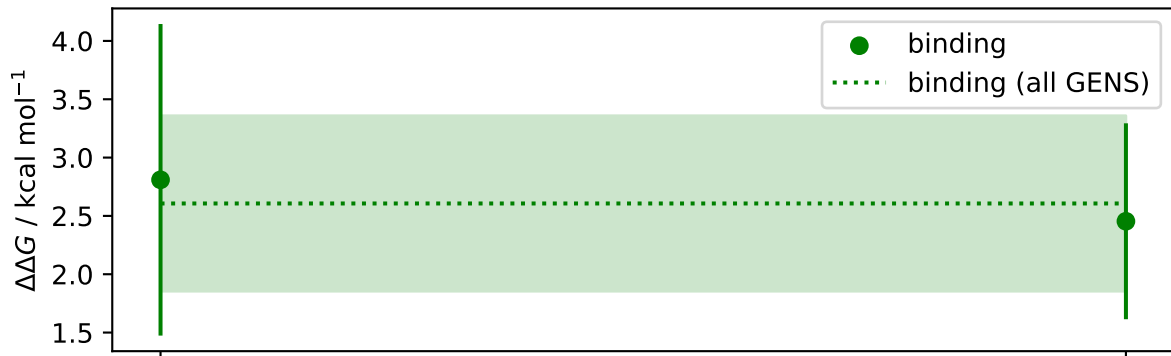 4.0
3.5
3.0
2.5
2.0
1.5
ΔΔG / kcal mol⁻¹
binding
binding (all GENS)